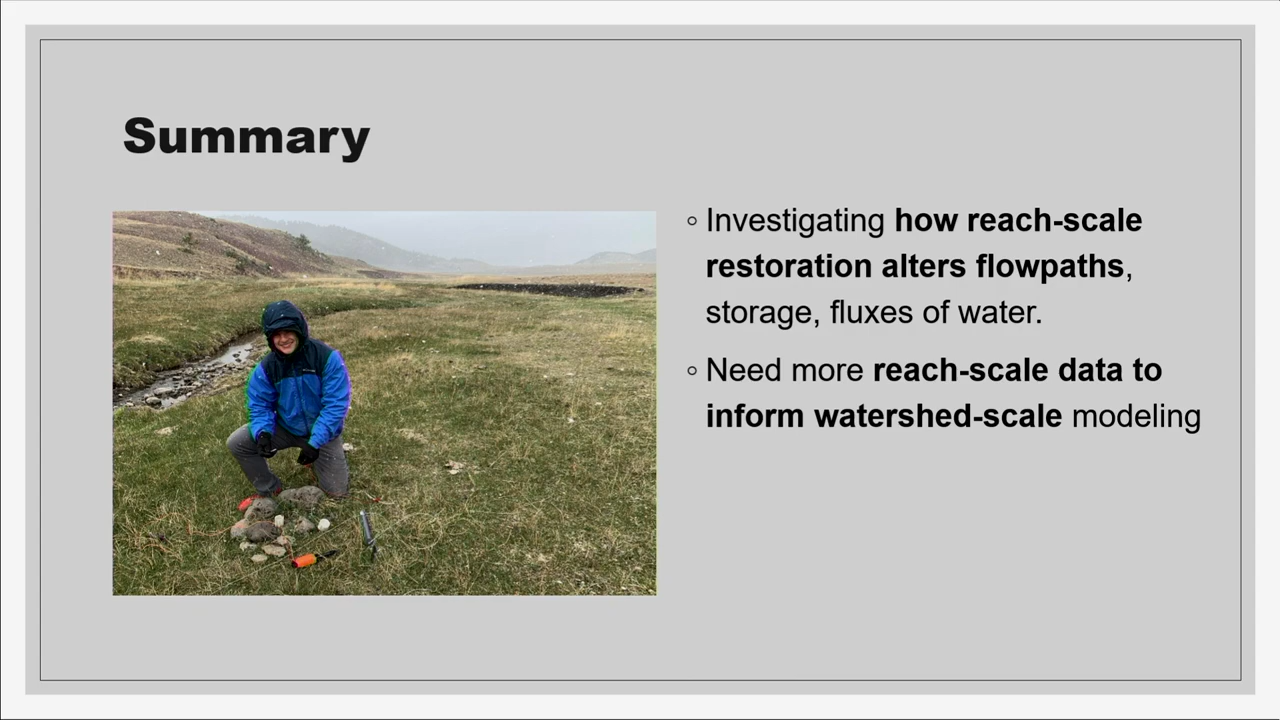 Summary
◦ Investigating how reach-scale
restoration alters flowpaths,
storage, fluxes of water.
◦ Need more reach-scale data to
inform watershed-scale modeling